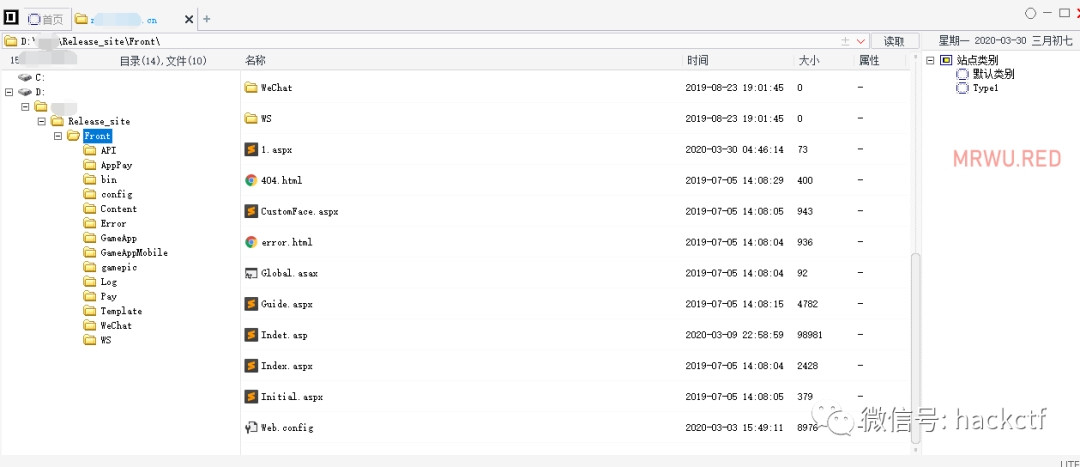 首页
.cn
+
D:\
\Release_site\Front\
读取
星期一 2020-03-30 三月初七
目录(14),文件(10)
名称
时间
大小
属性
C:
D:
Release_site
Front
API
AppPay
bin
config
Content
Error
GameApp
GameAppMobile
gamepic
Log
Pay
Template
WeChat
WS
WeChat 2019-08-23 19:01:45 0 -
WS 2019-08-23 19:01:45 0 -
1.aspx 2020-03-30 04:46:14 73 -
404.html 2019-07-05 14:08:29 400 -
CustomFace.aspx 2019-07-05 14:08:05 943 -
error.html 2019-07-05 14:08:04 936 -
Global.asax 2019-07-05 14:08:04 92 -
Guide.aspx 2019-07-05 14:08:15 4782 -
Indet.asp 2020-03-09 22:58:59 98981 -
Index.aspx 2019-07-05 14:08:04 2428 -
Initial.aspx 2019-07-05 14:08:05 379
Web.config 2020-03-03 15:49:11 8976
站点类别
默认类别
Type1
MRWU.RED
微信号: hackctf